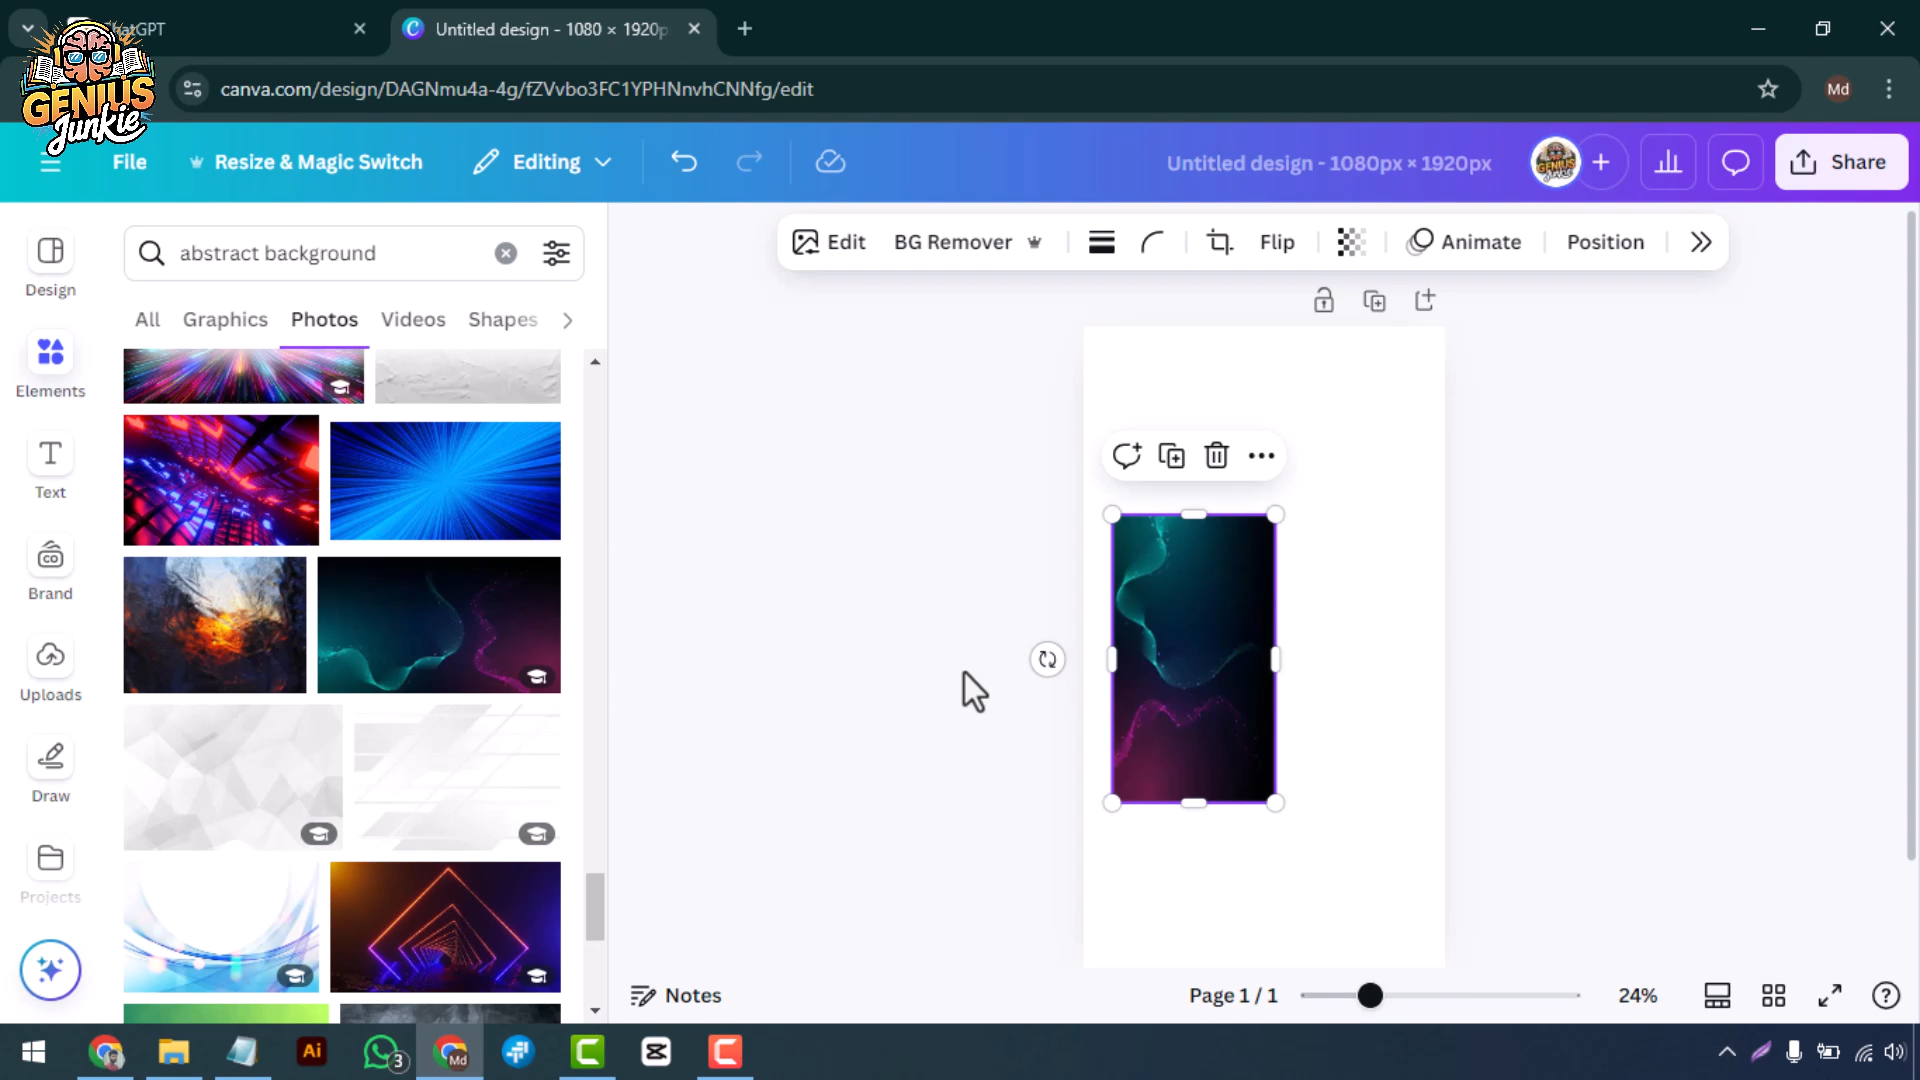 ChatGPT
Untitled design - 1080 × 1920p
GENIUS
Junkie
canva.com/design/DAGNmu4a-4g/fZVvbo3FC1YPHNnvhCNNfg/edit
Md
File
Resize & Magic Switch
Editing
Untitled design - 1080px × 1920px
Share
Design
Elements
Text
Brand
Uploads
Draw
Projects
abstract background
All
Graphics
Photos
Videos
Shapes
Edit
BG Remover
Flip
Animate
Position
Notes
Page 1 / 1
24%
Ai
3
Md